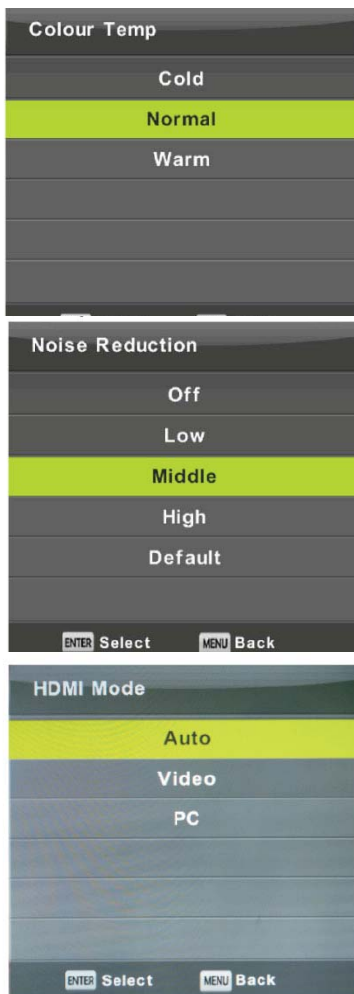 Colour Temp
Cold
Normal
Warm
Noise Reduction
Off
Low
Middle
High
Default
ENTER Select MENU Back
HDMI Mode
Auto
Video
PC
ENTER Select MENU Back